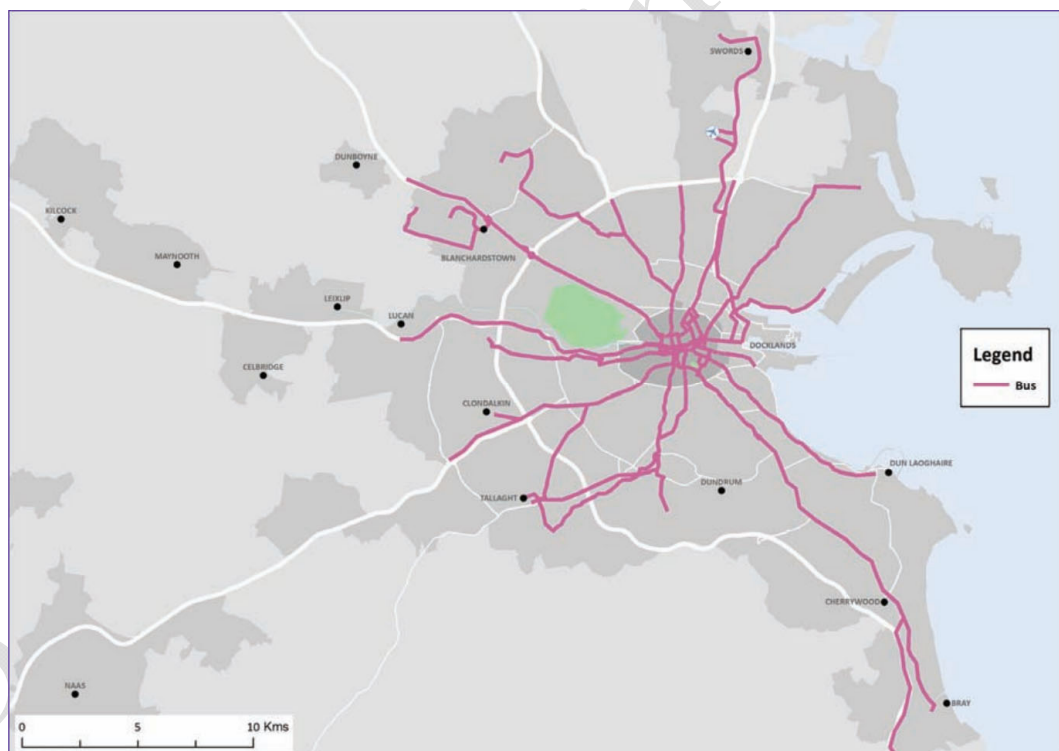 SWORDS
DUNBOYNE
KILCOCK
BLANCHARDSTOWN
MAYNOOTH
LEIXLIP
LUCAN
DOCKLANDS
CELBRIDGE
Legend
Bus
CLONDALKIN
DUN LAOGHAIRE
TALLAGHT
DUNDRUM
CHERRYWOOD
NAAS
BRAY
0 5 10 Kms